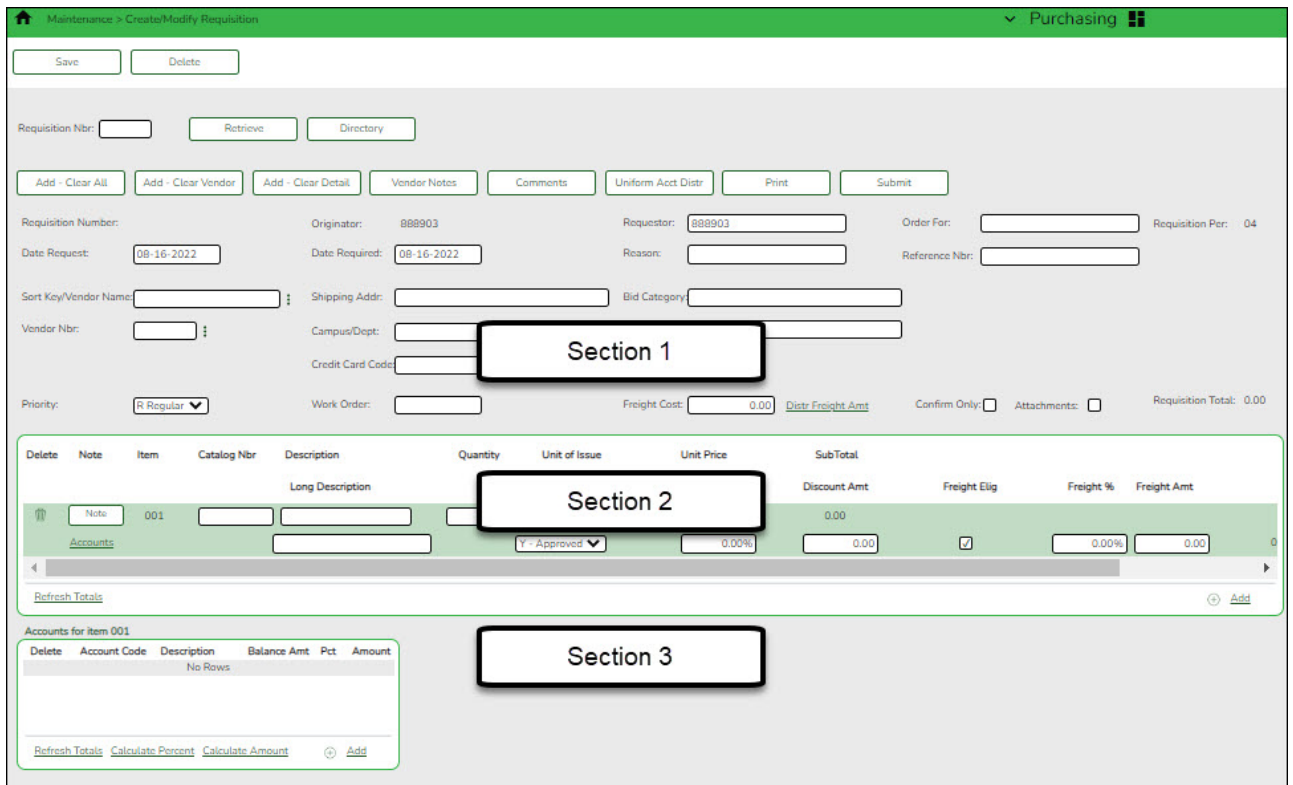 Maintenance > Create/Modify Requisition Purchasing
Save Delete
Requisition Nbr: Retrieve Directory
Add - Clear All Add - Clear Vendor Add - Clear Detail Vendor Notes Comments Uniform Acct Distr Print Submit
Requisition Number: Originator: 888903 Requestor: 888903 Order For: Requisition Per: 04
Date Request: 08-16-2022 Date Required: 08-16-2022 Reason: Reference Nbr:
Sort Key/Vendor Name: Shipping Addr: Bid Category:
Vendor Nbr: Campus/Dept:
Section 1
Credit Card Code:
Priority: R Regular Work Order: Freight Cost: 0.00 Distr Freight Amt Confirm Only: Attachments: Requisition Total: 0.00
Delete Note Item Catalog Nbr Description Quantity Unit of Issue Unit Price SubTotal
Long Description Discount Amt Freight Elig Freight % Freight Amt
Section 2
Note 001 0.00
Accounts Y - Approved 0.00% 0.00 0.00% 0.00 0
Refresh Totals Add
Accounts for item 001
Section 3
Delete Account Code Description Balance Amt Pct Amount
No Rows
Refresh Totals Calculate Percent Calculate Amount Add